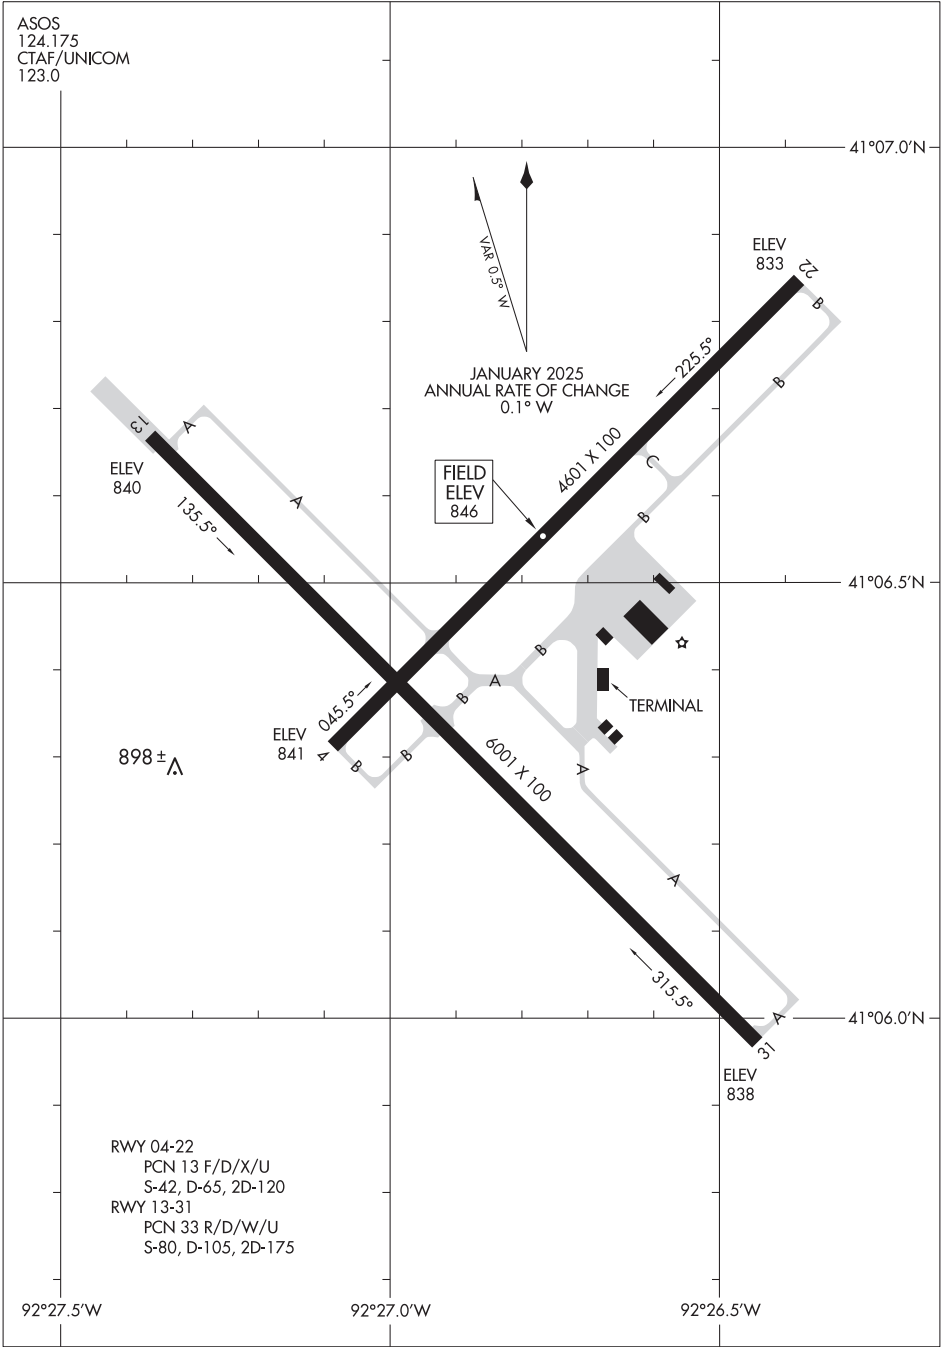 ASOS
124.175
CTAF/UNICOM
123.0
41°07.0'N
VAR 0.5° W
JANUARY 2025
ANNUAL RATE OF CHANGE
0.1° W
ELEV
833
22
B
B
225.5°
4601 X 100
C
B
FIELD
ELEV
846
13
A
A
ELEV
840
135.5°
41°06.5'N
B
A
B
TERMINAL
045.5°
ELEV
841
4
B
B
898 ±
6001 X 100
A
A
315.5°
41°06.0'N
A
31
ELEV
838
RWY 04-22
PCN 13 F/D/X/U
S-42, D-65, 2D-120
RWY 13-31
PCN 33 R/D/W/U
S-80, D-105, 2D-175
92°27.5'W
92°27.0'W
92°26.5'W